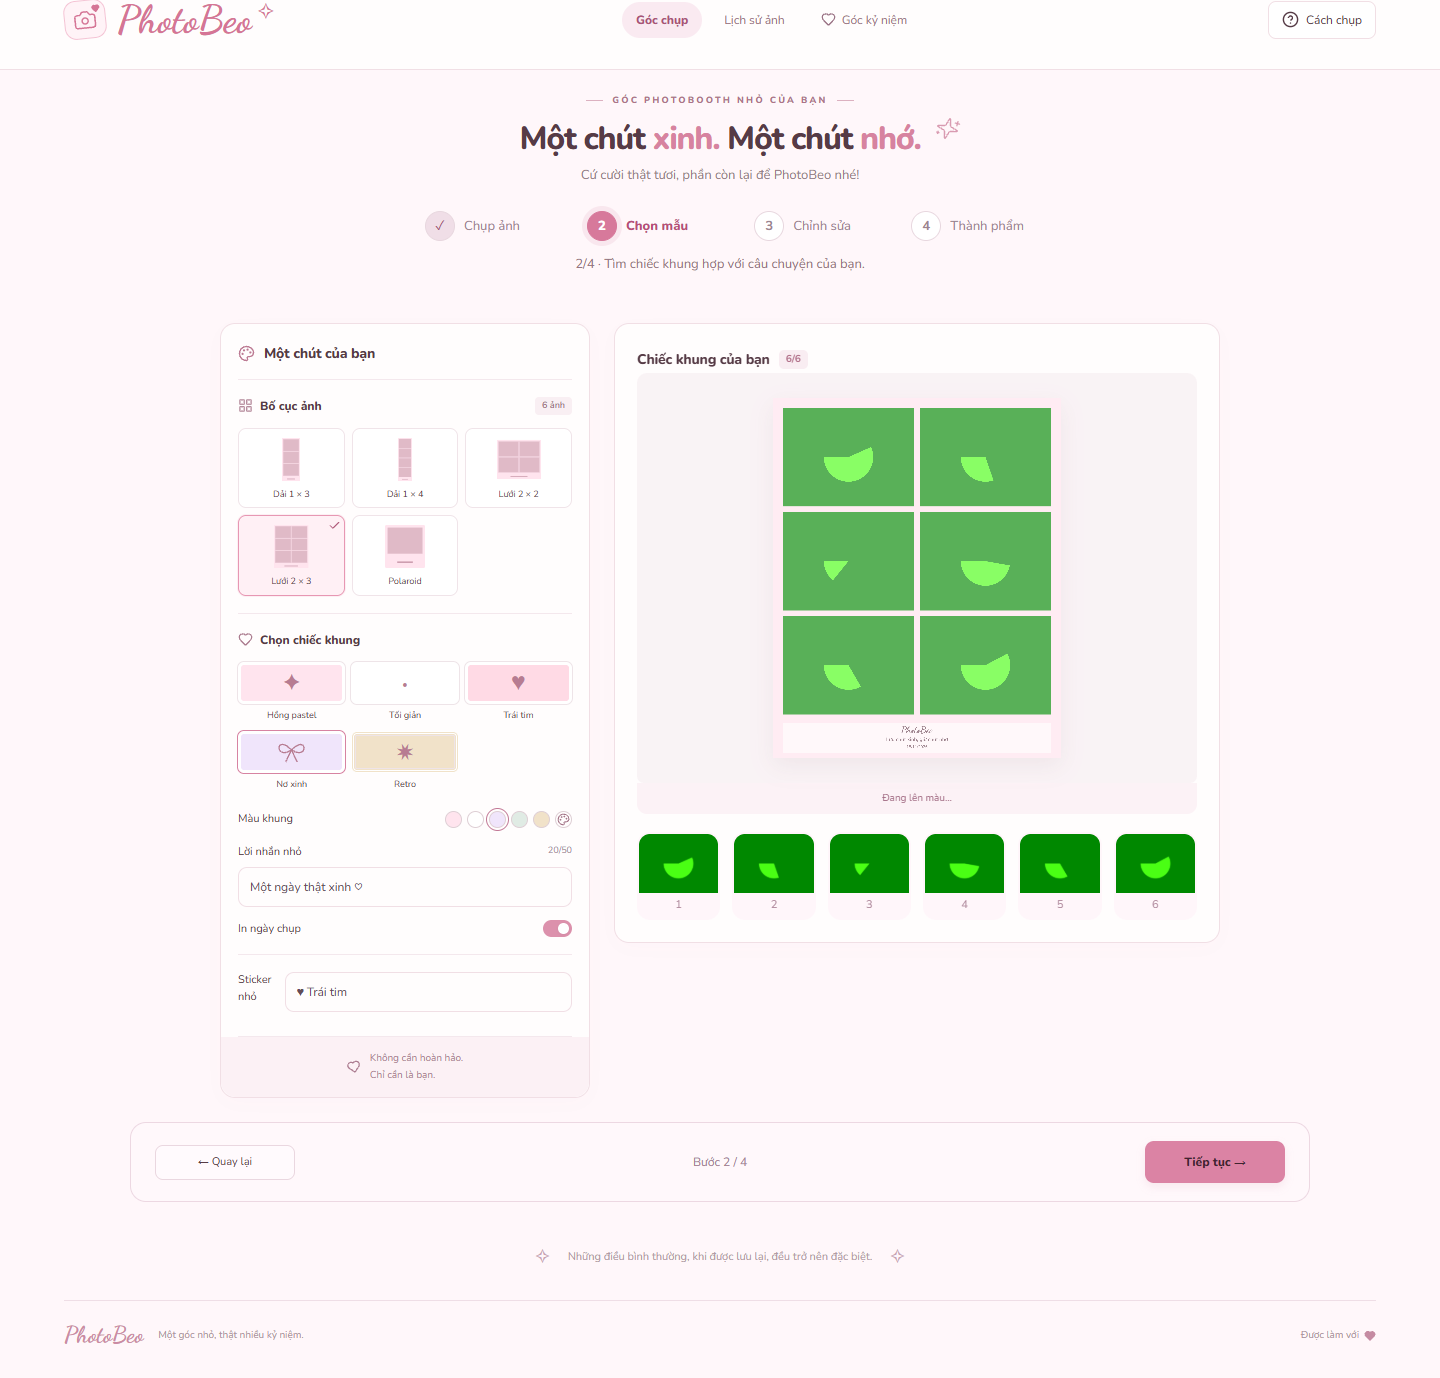 PhotoBeo
Góc chụp
Lịch sử ảnh
Góc kỷ niệm
Cách chụp
GÓC PHOTOBOOTH NHỎ CỦA BẠN
Một chút xinh. Một chút nhớ.
Cứ cười thật tươi, phần còn lại để PhotoBeo nhé!
✓ Chụp ảnh
2 Chọn mẫu
3 Chỉnh sửa
4 Thành phẩm
2/4 · Tìm chiếc khung hợp với câu chuyện của bạn.
Một chút của bạn
Bố cục ảnh
6 ảnh
Dải 1 × 3
Dải 1 × 4
Lưới 2 × 2
Lưới 2 × 3
Polaroid
Chọn chiếc khung
Hồng pastel
Tối giản
Trái tim
Nơ xinh
Retro
Màu khung
Lời nhắn nhỏ
20/50
Một ngày thật xinh ♡
In ngày chụp
Sticker
nhỏ
♥ Trái tim
Không cần hoàn hảo.
Chỉ cần là bạn.
Chiếc khung của bạn
6/6
PhotoBeo
Đang lên màu...
1
2
3
4
5
6
← Quay lại
Bước 2 / 4
Tiếp tục →
Những điều bình thường, khi được lưu lại, đều trở nên đặc biệt.
PhotoBeo
Một góc nhỏ, thật nhiều kỷ niệm.
Được làm với